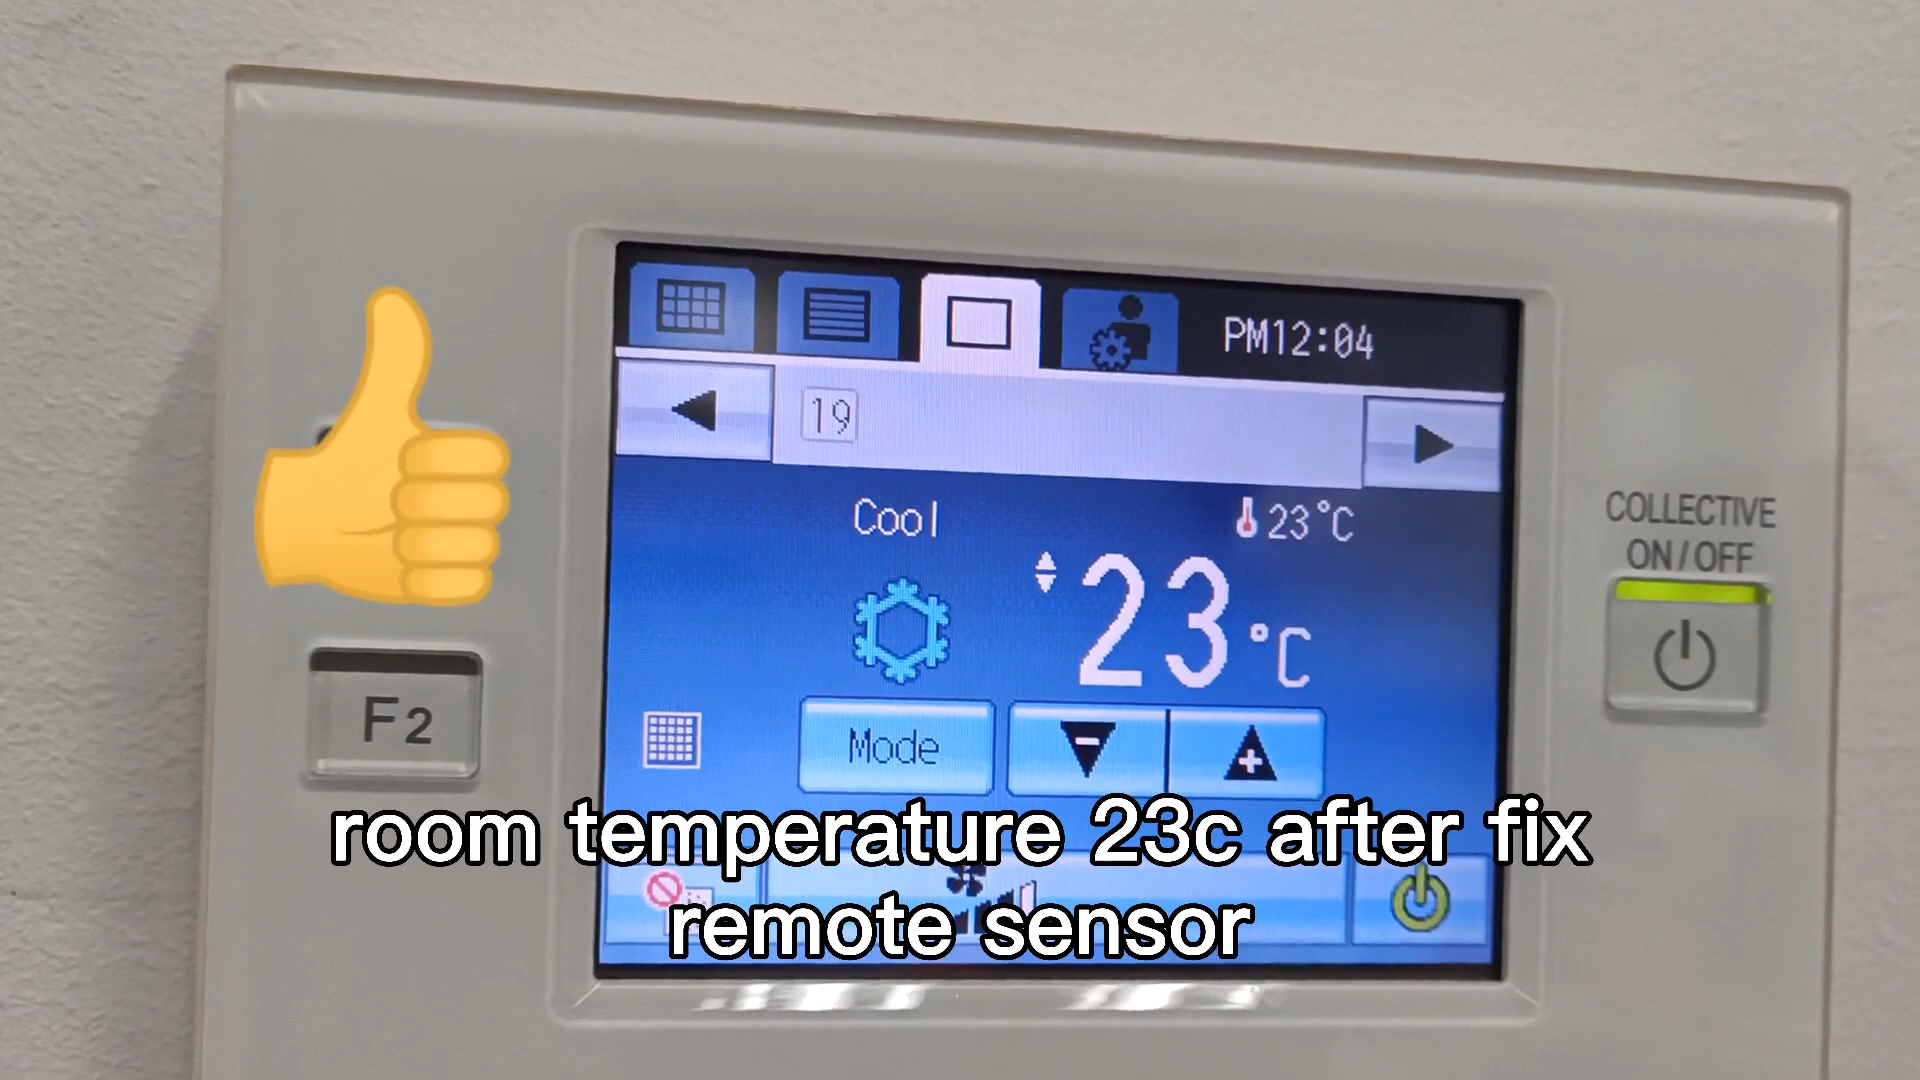 PM12:04
19
Cool
23°C
23°C
COLLECTIVE
ON/OFF
F2
Mode
room temperature 23c after fix
remote sensor